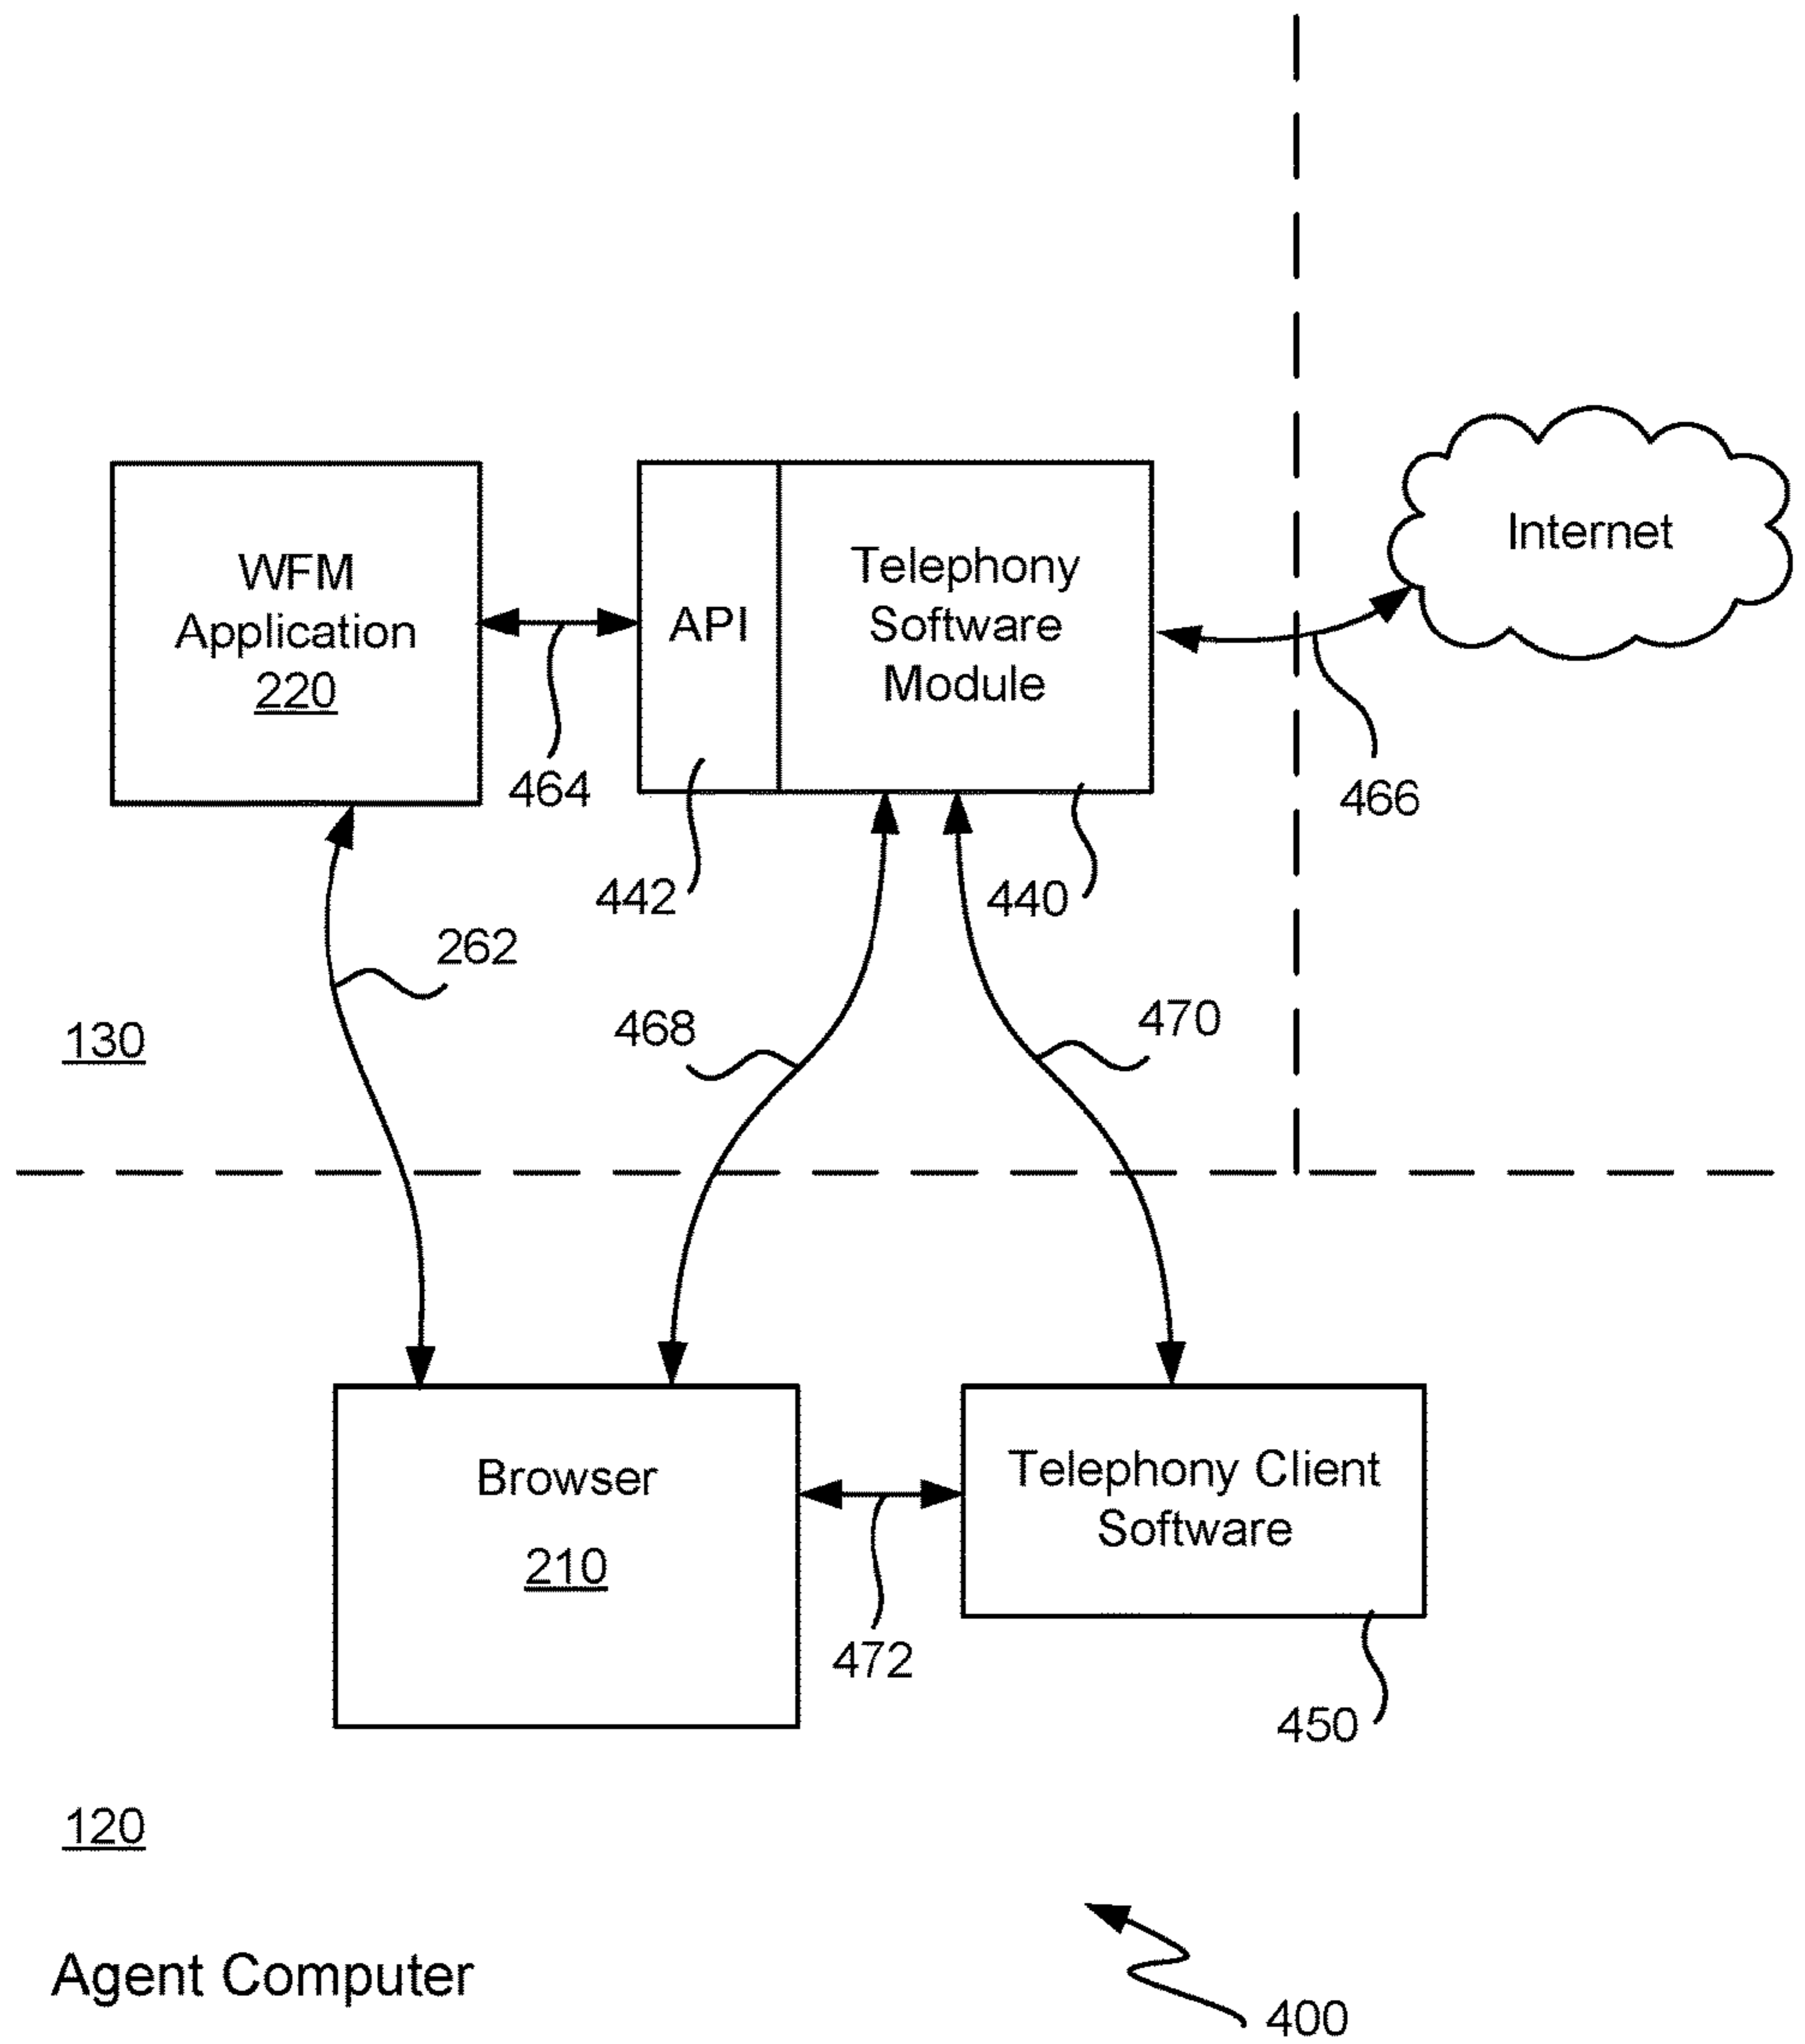 Internet
WFM
Application
220
API
Telephony
Software
Module
464
466
442
440
262
468
470
130
Browser
210
Telephony Client
Software
472
450
120
Agent Computer
400